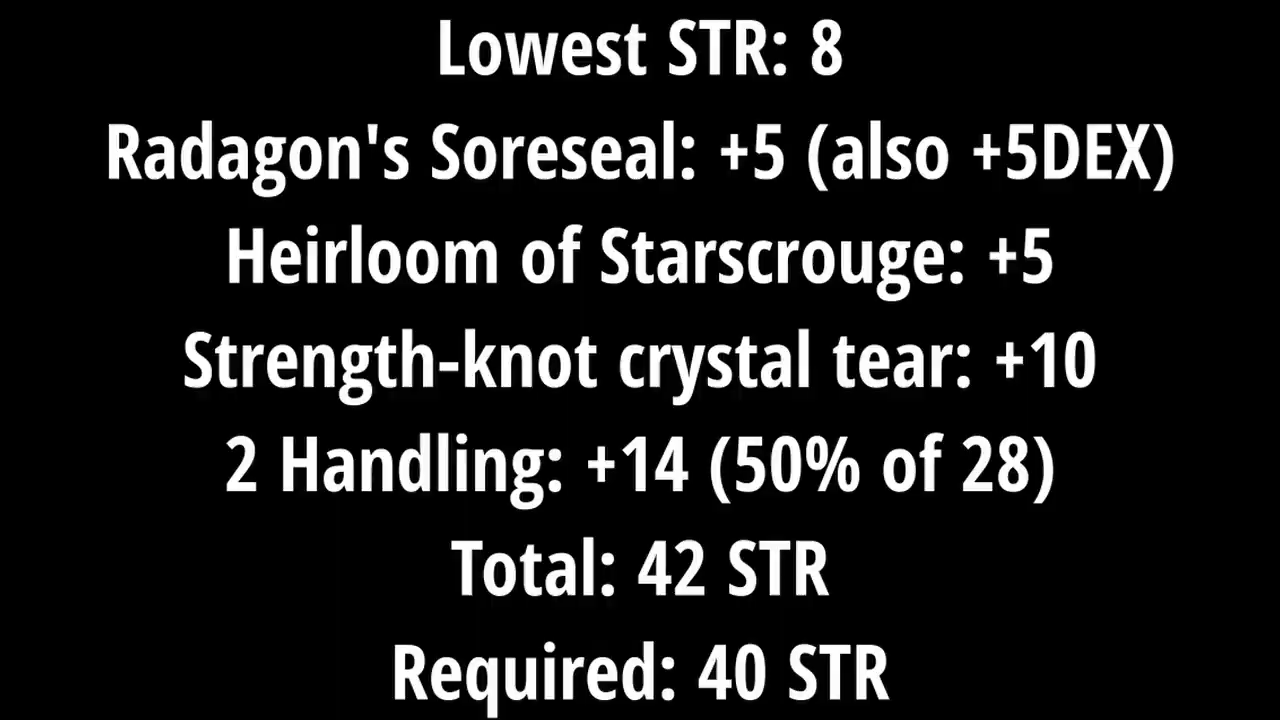 Lowest STR: 8
Radagon's Soreseal: +5 (also +5DEX)
Heirloom of Starscrouge: +5
Strength-knot crystal tear: +10
2 Handling: +14 (50% of 28)
Total: 42 STR
Required: 40 STR